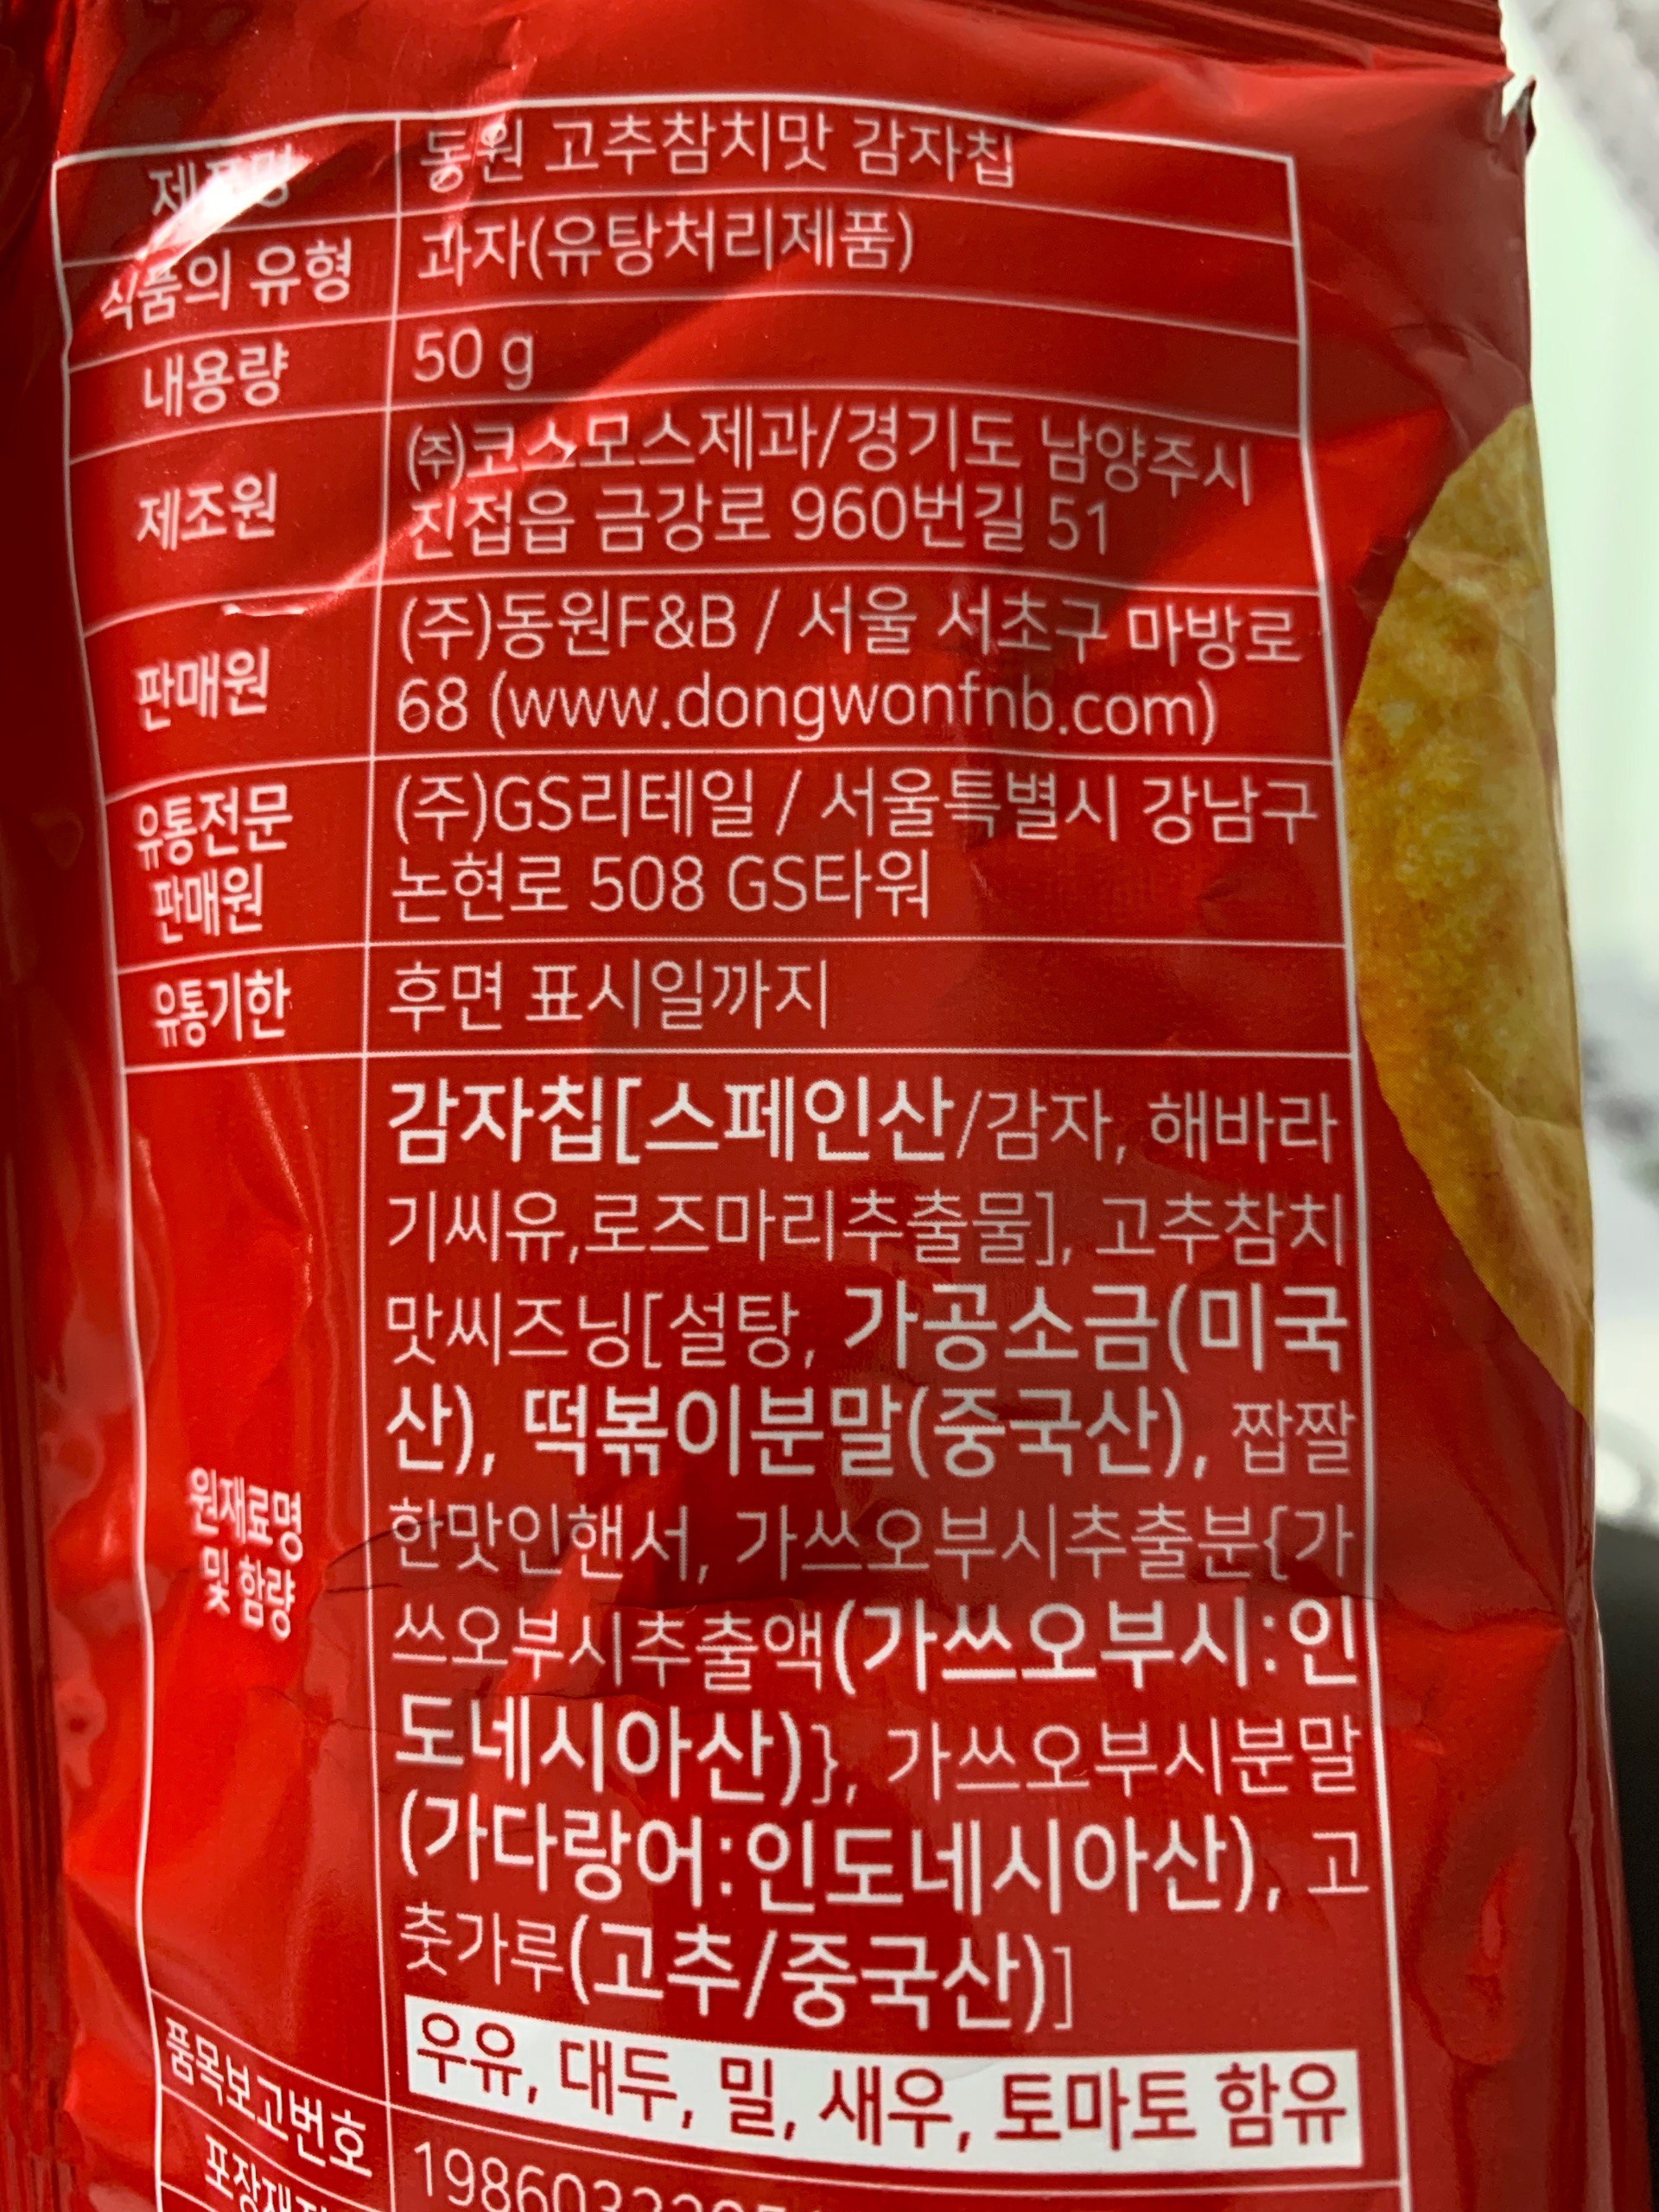 제품명 동원 고추참치맛 감자칩
식품의 유형 과자(유탕처리제품)
내용량 50 g
제조원 (주)코스모스제과/경기도 남양주시
진접읍 금강로 960번길 51
판매원 (주)동원F&B / 서울 서초구 마방로
68 (www.dongwonfnb.com)
유통전문 (주)GS리테일 / 서울특별시 강남구
판매원 논현로 508 GS타워
유통기한 후면 표시일까지
감자칩[스페인산/감자, 해바라
기씨유,로즈마리추출물], 고추참치
맛씨즈닝[설탕, 가공소금(미국
산), 떡볶이분말(중국산), 짭짤
원재료명 한맛인핸서, 가쓰오부시추출분{가
및 함량 쓰오부시추출액(가쓰오부시:인
도네시아산)}, 가쓰오부시분말
(가다랑어:인도네시아산), 고
춧가루(고추/중국산)]
우유, 대두, 밀, 새우, 토마토 함유
품목보고번호